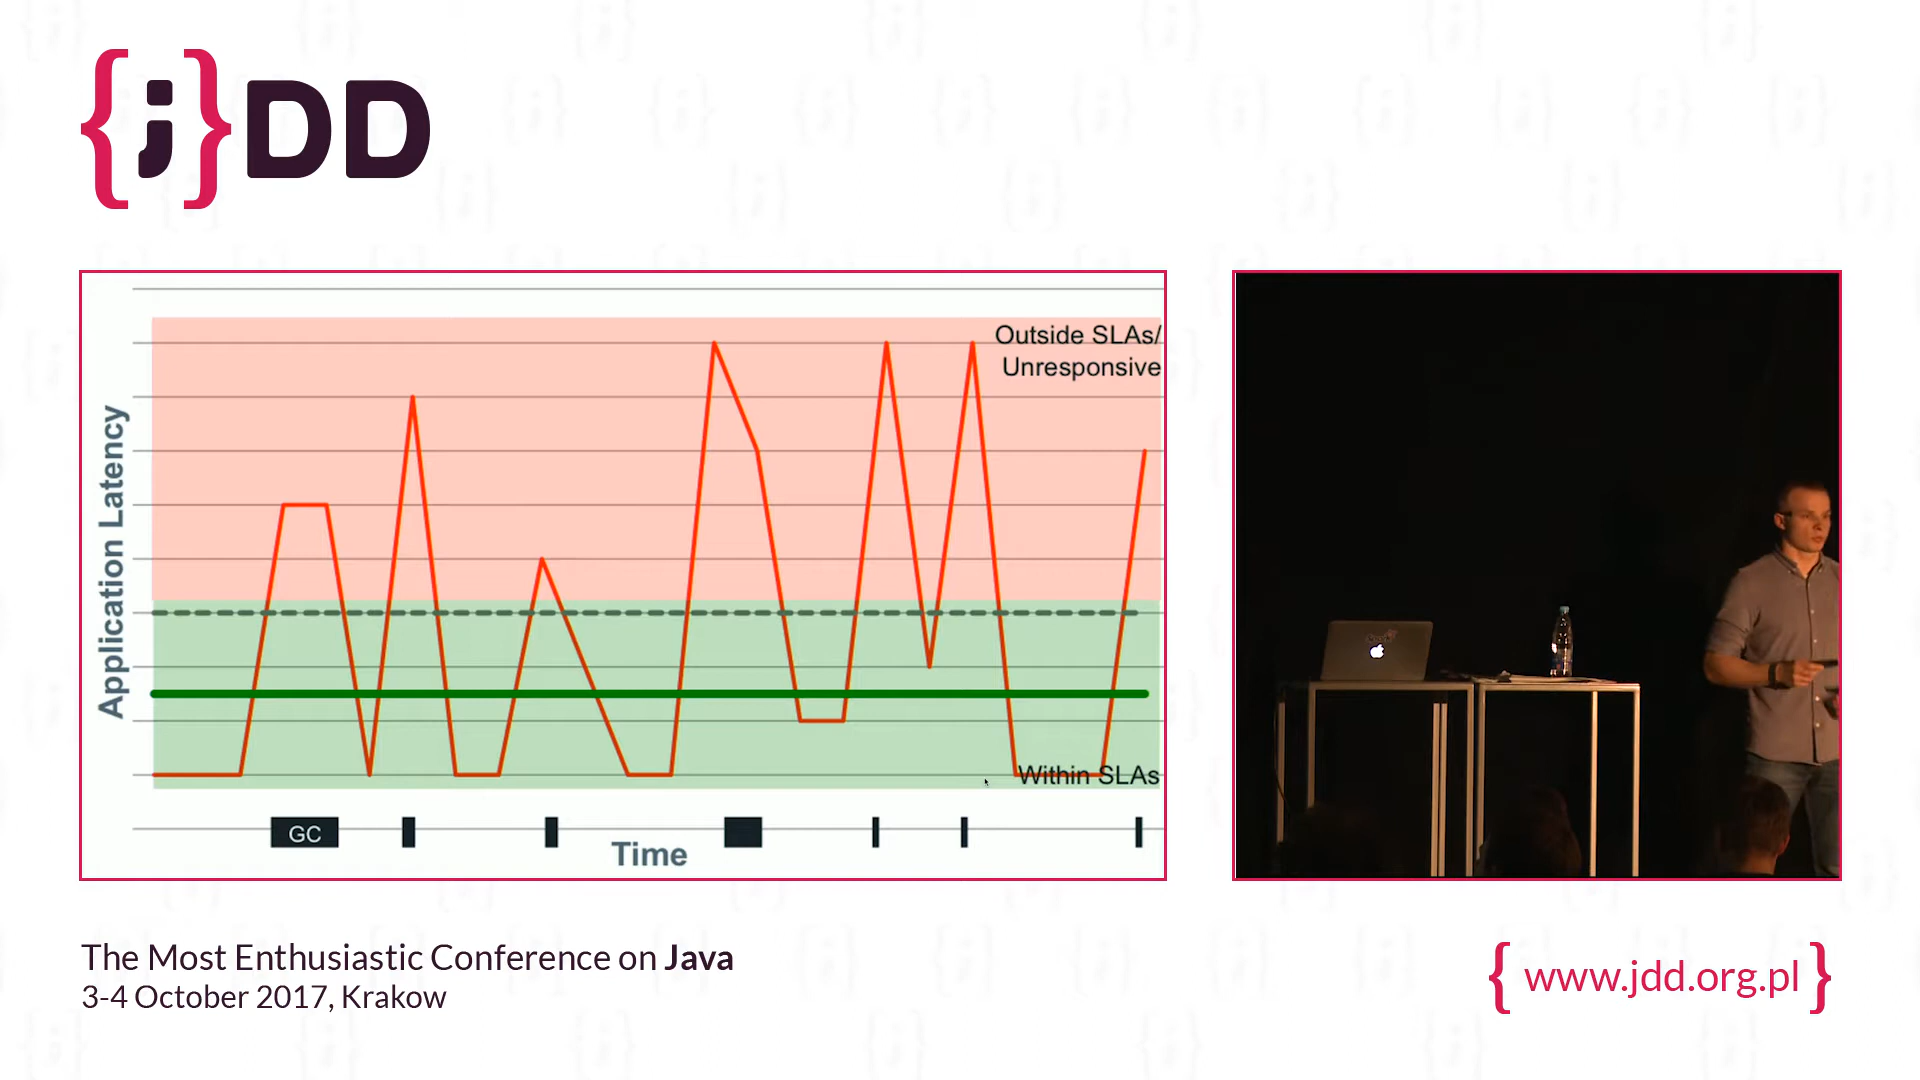 {;}DD
Outside SLAs/
Unresponsive
Application Latency
Within SLAs
GC
Time
The Most Enthusiastic Conference on Java
3-4 October 2017, Krakow
{ www.jdd.org.pl }